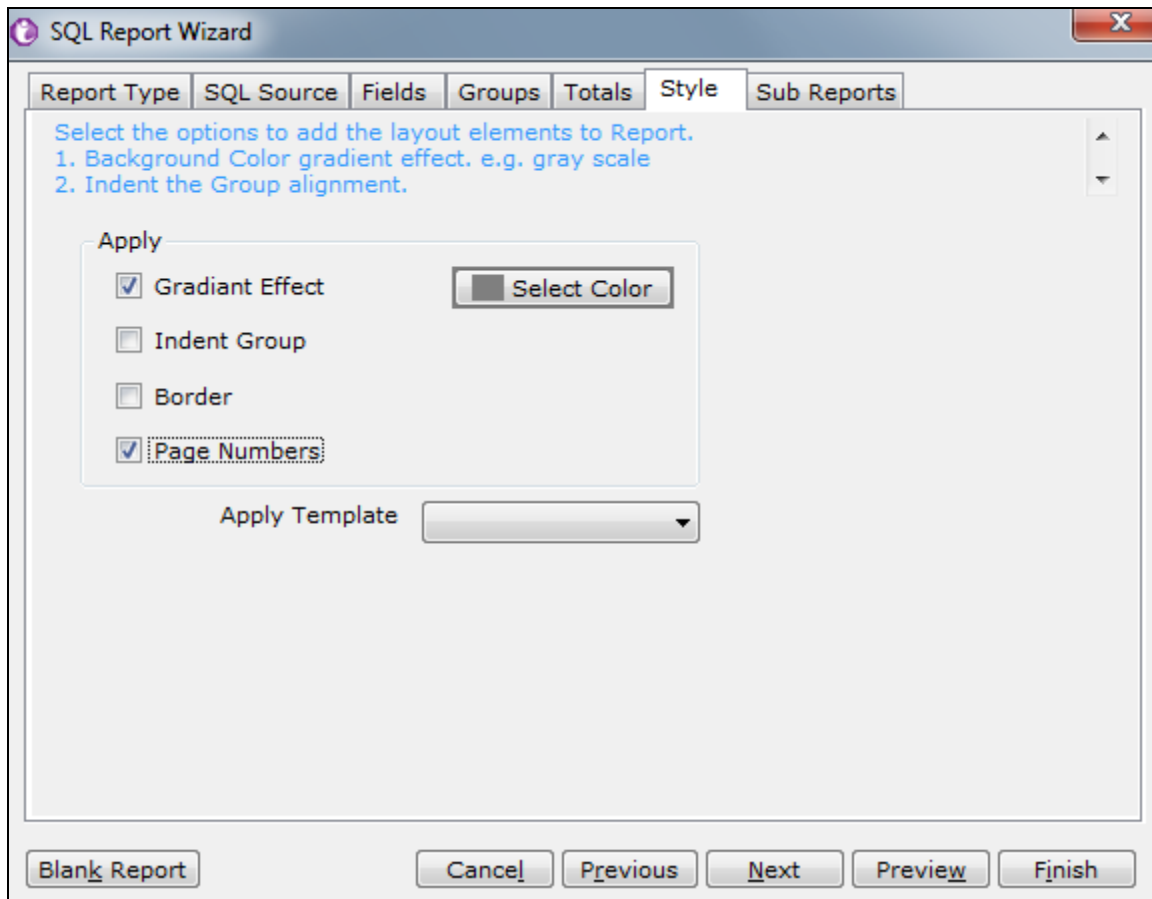 SQL Report Wizard
Report Type SQL Source Fields Groups Totals Style Sub Reports
Select the options to add the layout elements to Report.
1. Background Color gradient effect. e.g. gray scale
2. Indent the Group alignment.
Apply
Gradiant Effect Select Color
Indent Group
Border
Page Numbers
Apply Template
Blank Report Cancel Previous Next Preview Finish